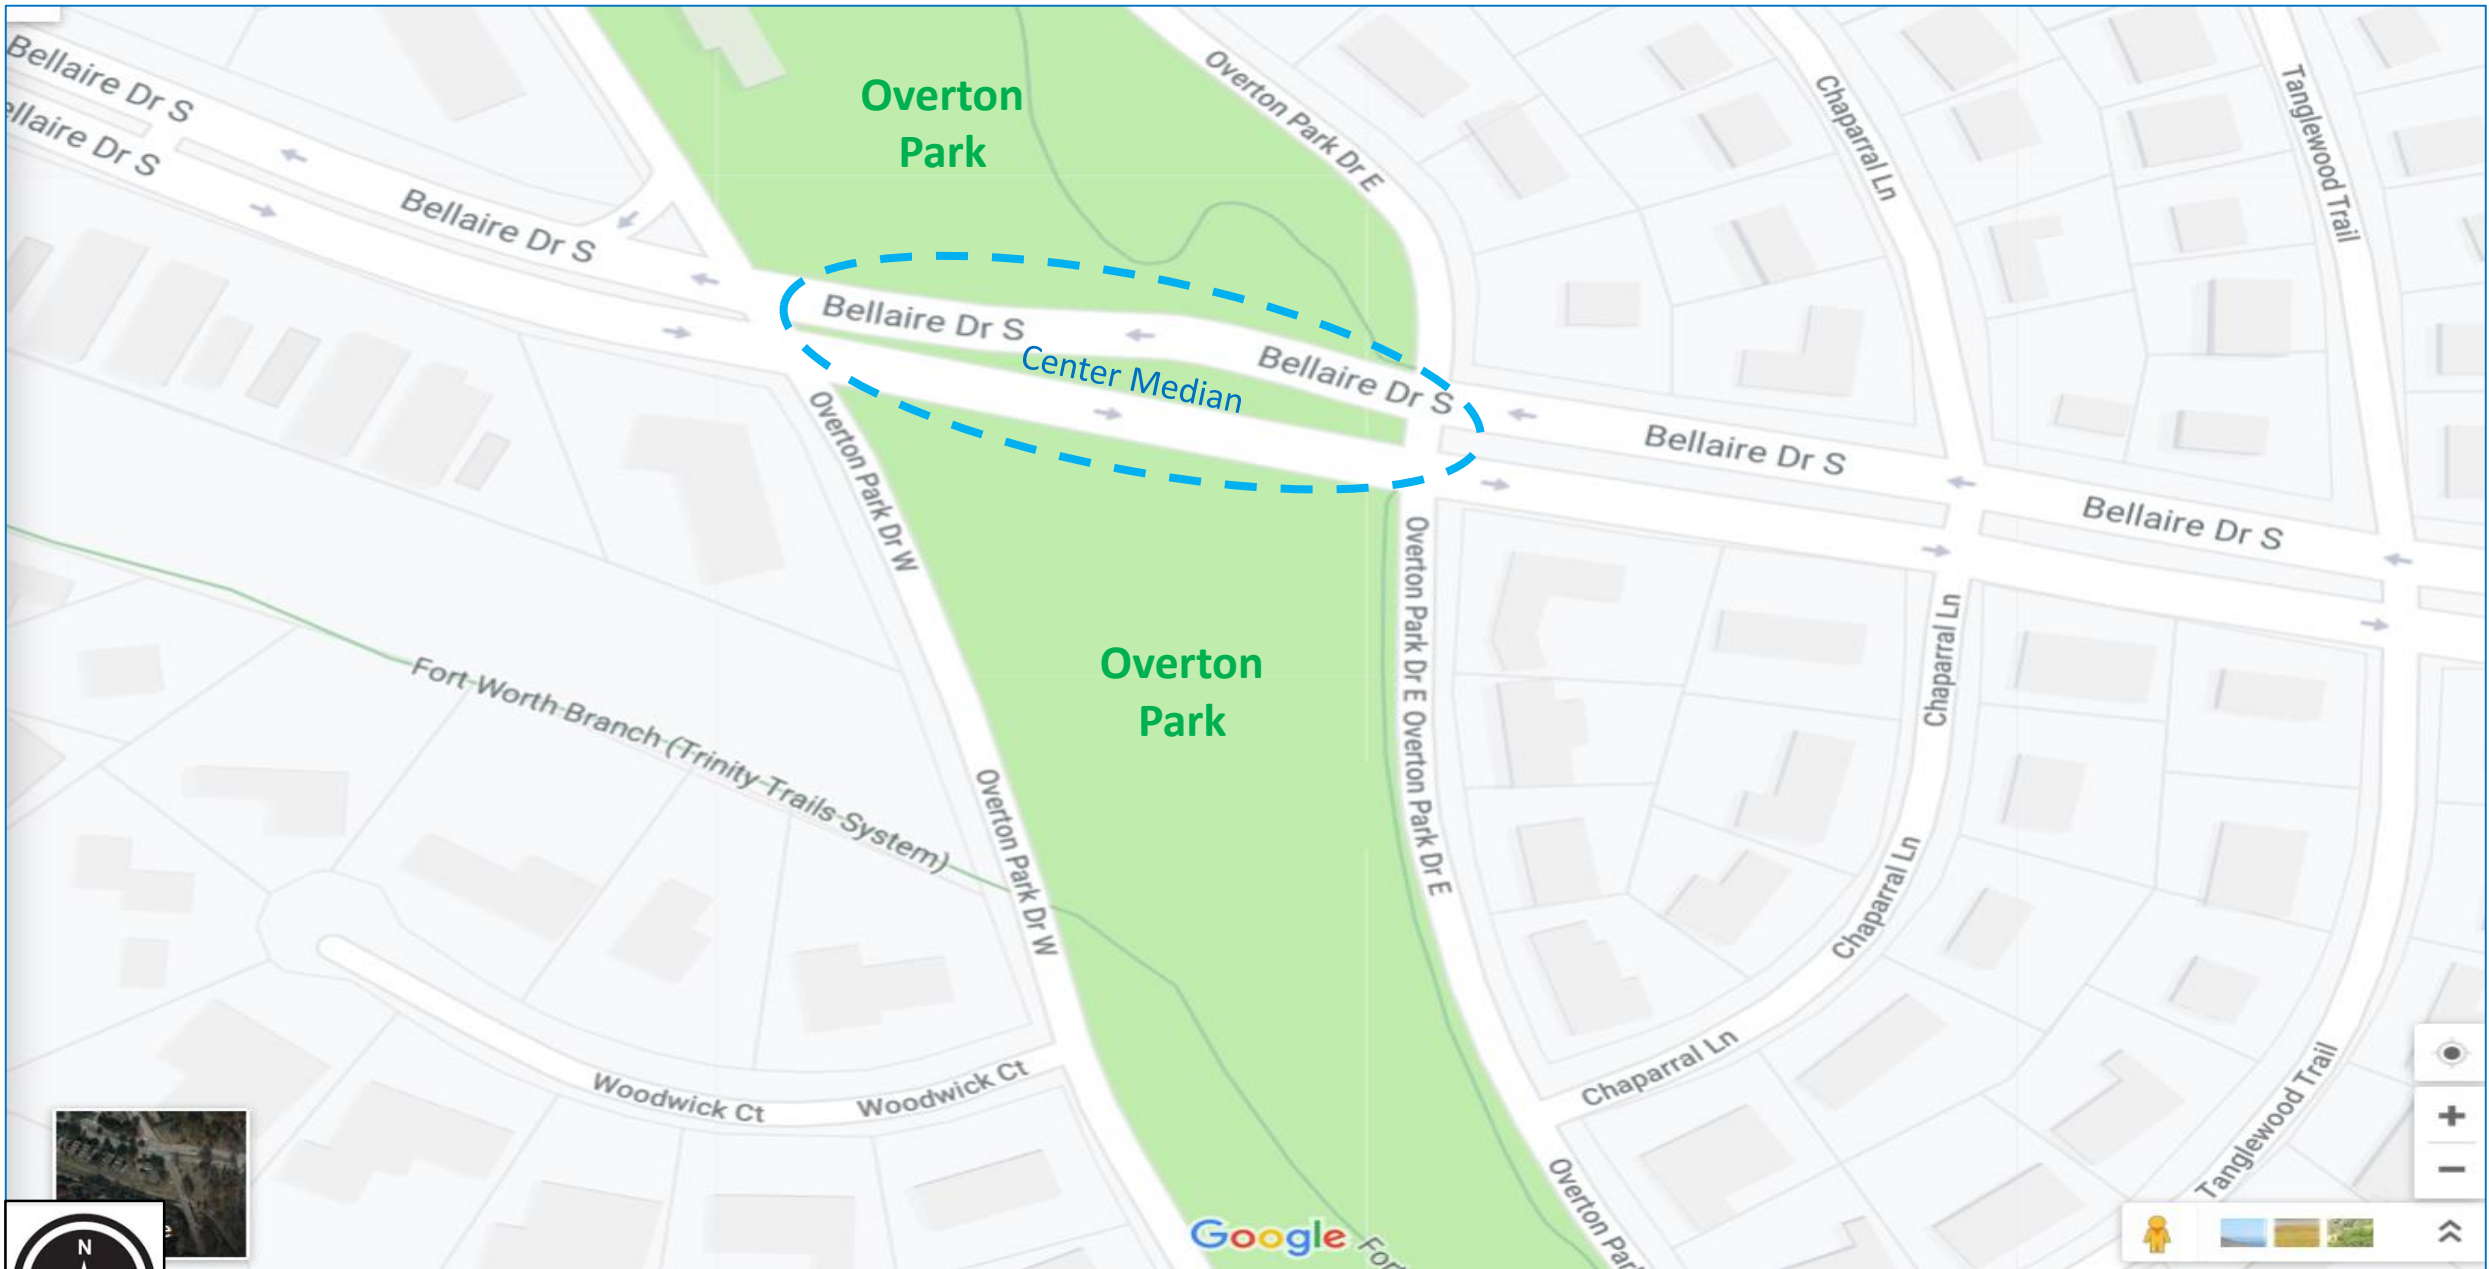 Bellaire Dr S
Bellaire Dr S
Bellaire Dr S
Overton
Park
Overton Park Dr E
Chaparral Ln
Tanglewood Trail
Bellaire Dr S
Center Median
Bellaire Dr S
Bellaire Dr S
Bellaire Dr S
Overton Park Dr W
Overton Park Dr E
Overton Park Dr E
Chaparral Ln
Fort Worth Branch (Trinity Trails System)
Overton
Park
Overton Park Dr W
Chaparral Ln
Chaparral Ln
Woodwick Ct
Woodwick Ct
Tanglewood Trail
Overton Par
Google
For
N